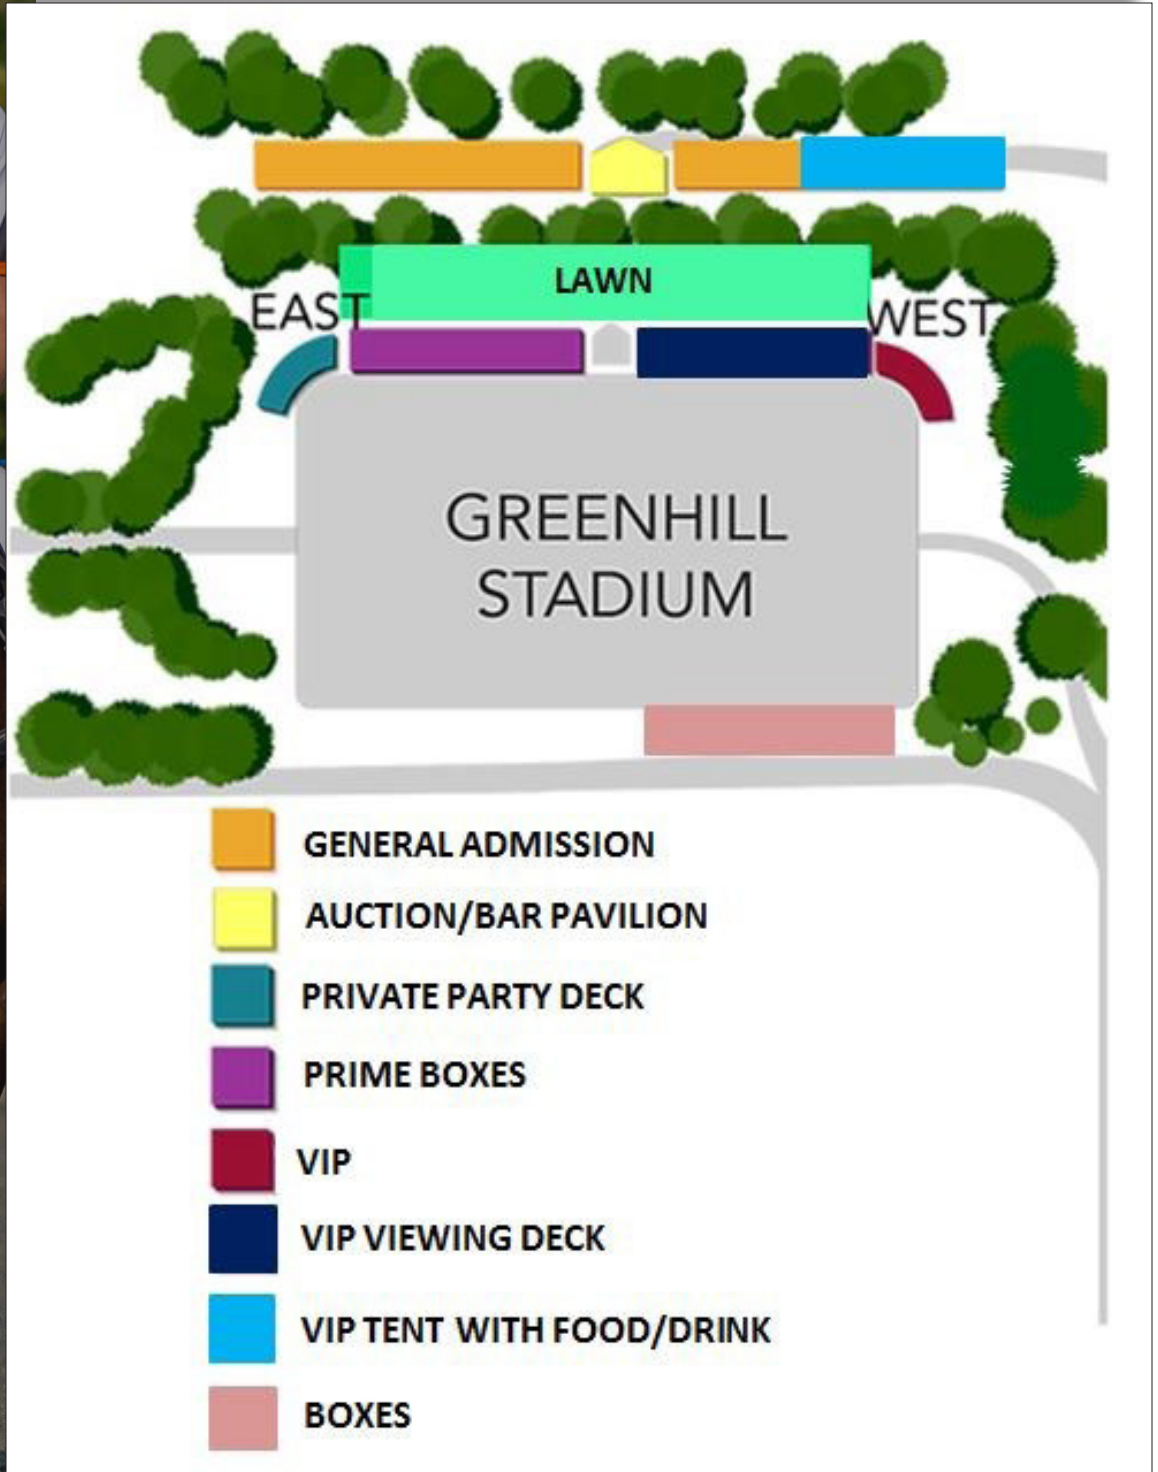 LAWN
EAST
WEST
GREENHILL
STADIUM
GENERAL ADMISSION
AUCTION/BAR PAVILION
PRIVATE PARTY DECK
PRIME BOXES
VIP
VIP VIEWING DECK
VIP TENT WITH FOOD/DRINK
BOXES